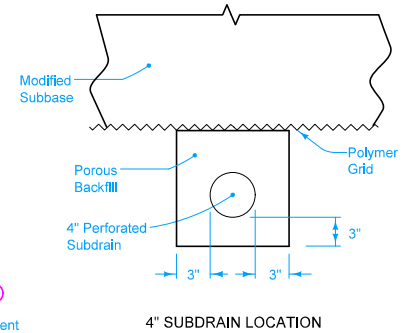 Modified
Subbase
Polymer
Grid
Porous
Backfill
4" Perforated
Subdrain
3"
3"
3"
ent
4" SUBDRAIN LOCATION